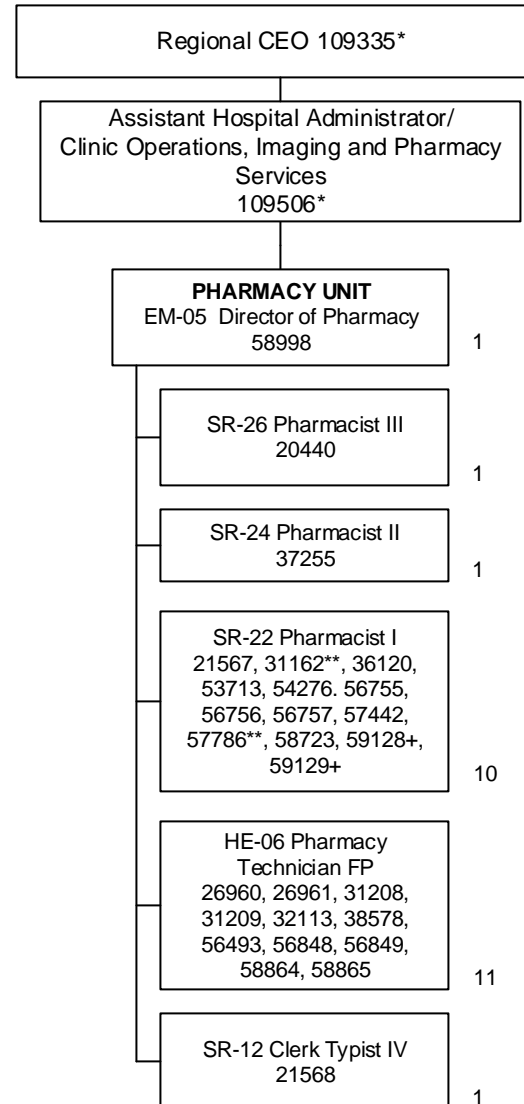 Regional CEO 109335*
Assistant Hospital Administrator/
Clinic Operations, Imaging and Pharmacy
Services
109506*
PHARMACY UNIT
EM-05 Director of Pharmacy
58998
1
SR-26 Pharmacist III
20440
1
SR-24 Pharmacist II
37255
1
SR-22 Pharmacist I
21567, 31162**, 36120,
53713, 54276. 56755,
56756, 56757, 57442,
57786**, 58723, 59128+,
59129+
10
HE-06 Pharmacy
Technician FP
26960, 26961, 31208,
31209, 32113, 38578,
56493, 56848, 56849,
58864, 58865
11
SR-12 Clerk Typist IV
21568
1